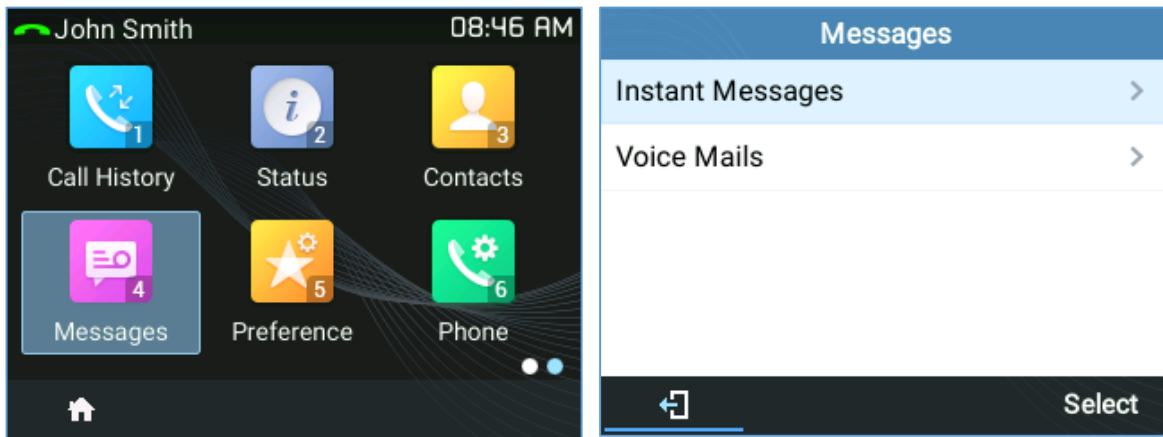 John Smith 08:46 AM
1 2 3
Call History Status Contacts
4 5 6
Messages Preference Phone
Messages
Instant Messages
Voice Mails
Select